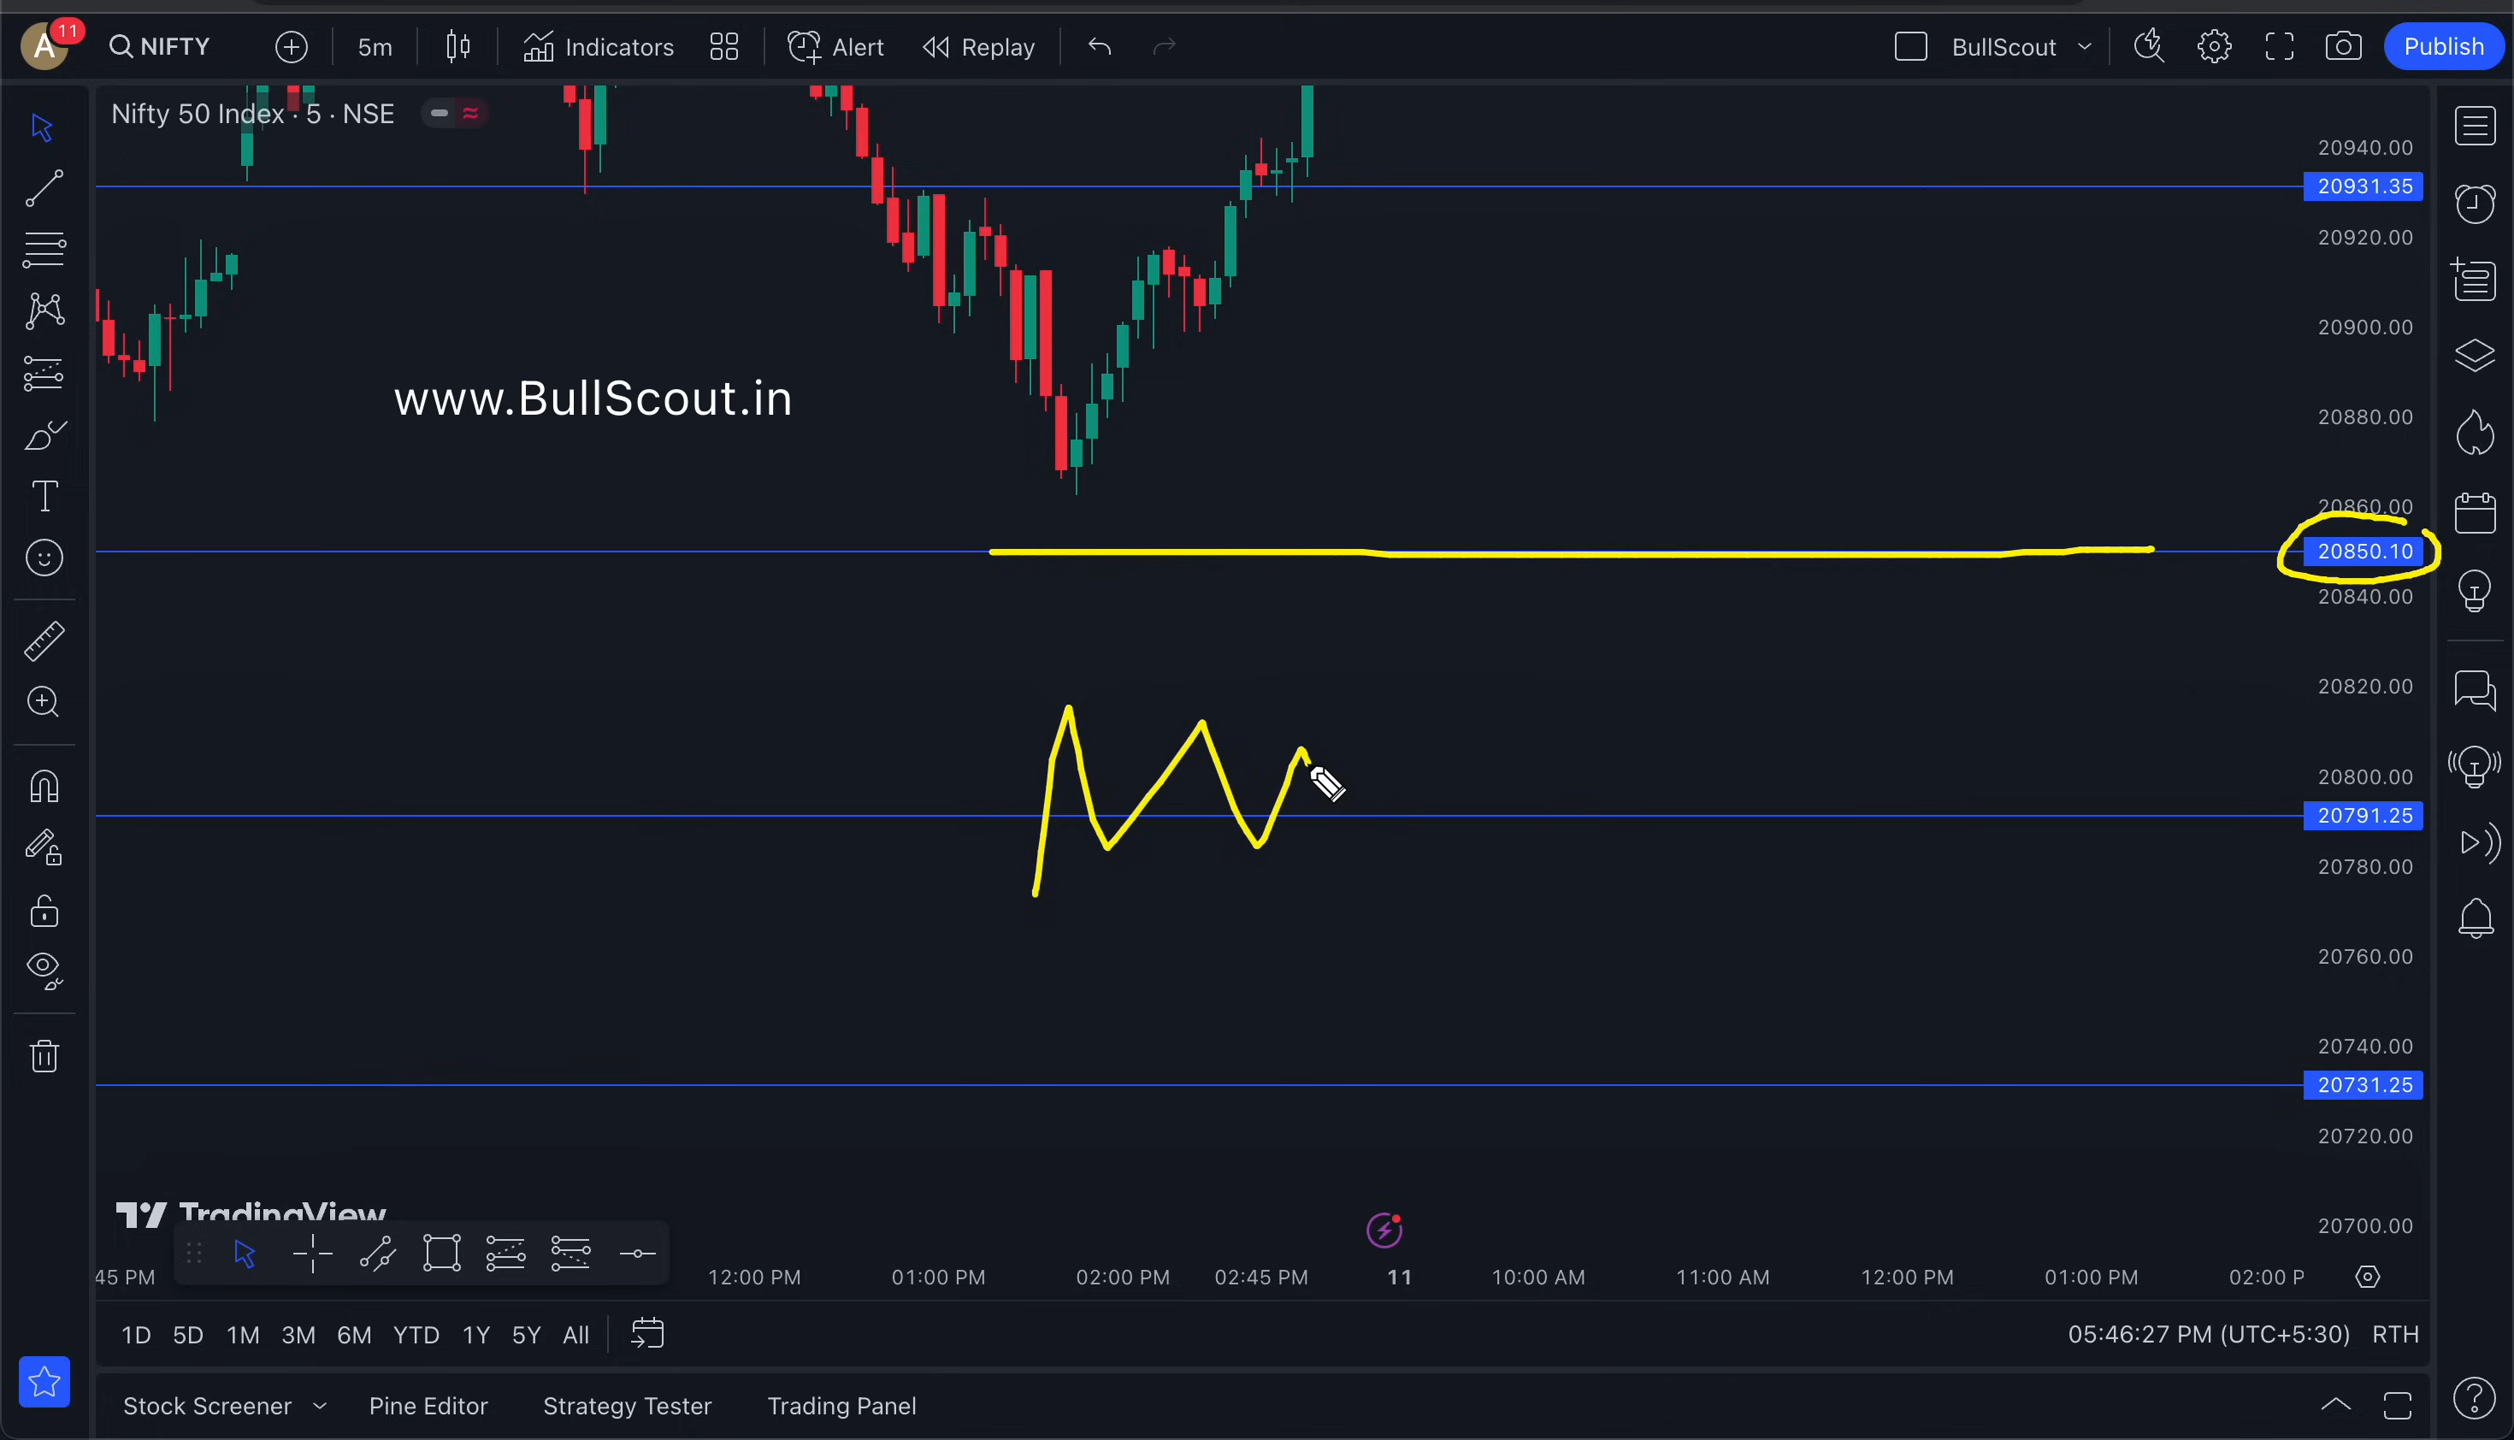 A
11
NIFTY
5m
Indicators
Alert
Replay
BullScout
Publish
Nifty 50 Index · 5 · NSE
20940.00
20931.35
20920.00
20900.00
www.BullScout.in
20880.00
20860.00
20850.10
20840.00
20820.00
20800.00
20791.25
20780.00
20760.00
20740.00
20731.25
20720.00
TradingView
20700.00
45 PM 12:00 PM 01:00 PM 02:00 PM 02:45 PM 11 10:00 AM 11:00 AM 12:00 PM 01:00 PM 02:00 P
1D 5D 1M 3M 6M YTD 1Y 5Y All
05:46:27 PM (UTC+5:30) RTH
Stock Screener Pine Editor Strategy Tester Trading Panel